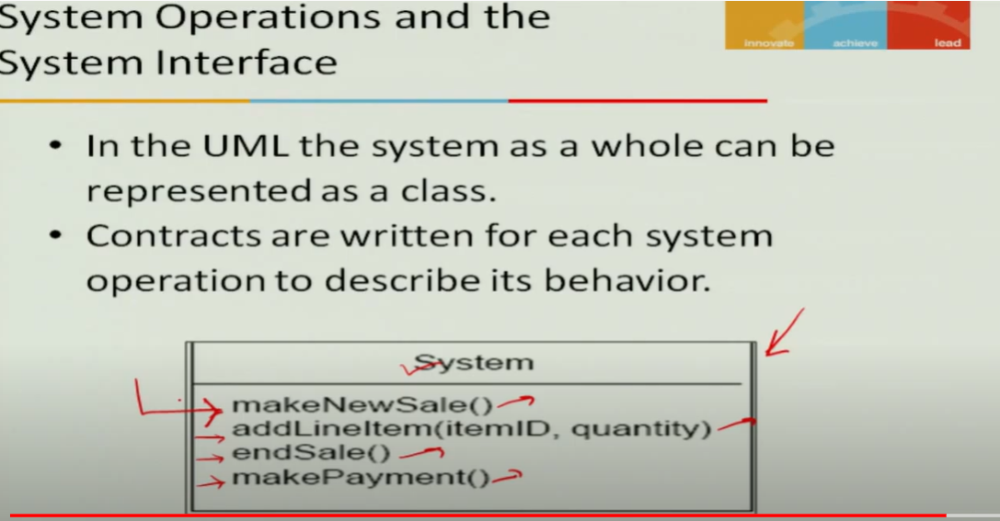 System Operations and the
System Interface
innovate achieve lead
• In the UML the system as a whole can be
represented as a class.
• Contracts are written for each system
operation to describe its behavior.
System
makeNewSale()
addLineItem(itemID, quantity)
endSale()
makePayment()